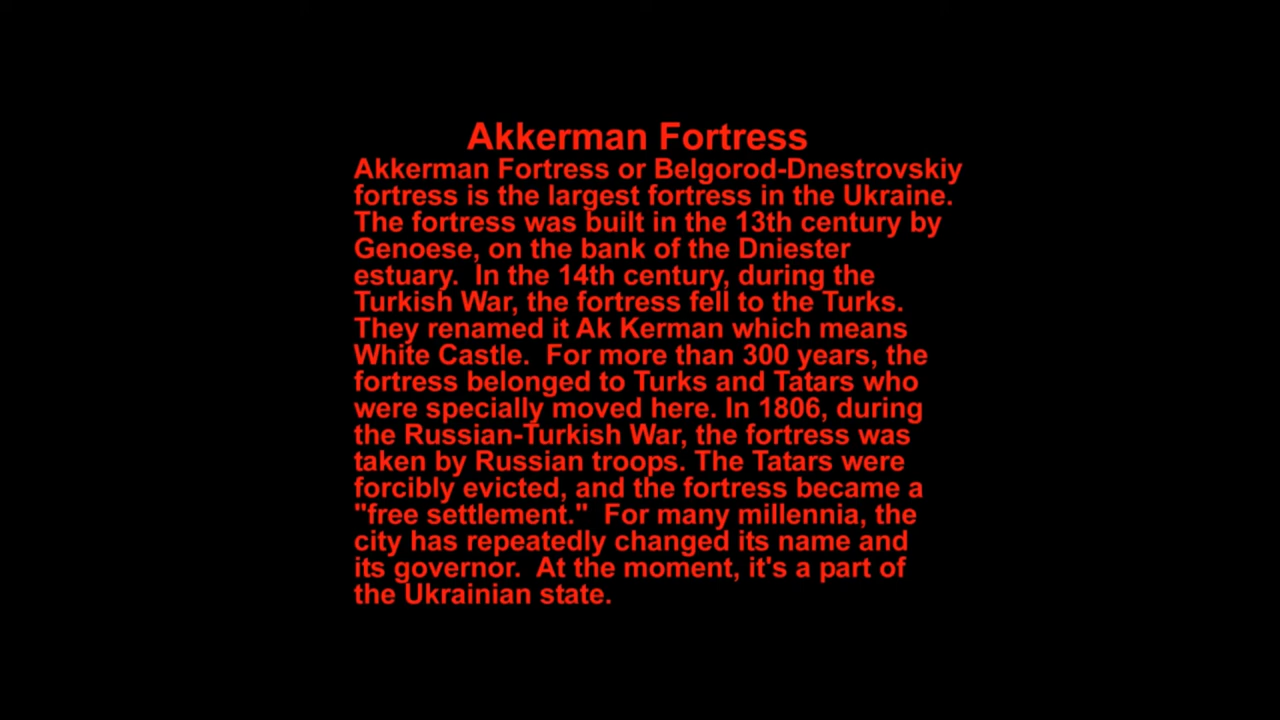 Akkerman Fortress
Akkerman Fortress or Belgorod-Dnestrovskiy
fortress is the largest fortress in the Ukraine.
The fortress was built in the 13th century by
Genoese, on the bank of the Dniester
estuary.  In the 14th century, during the
Turkish War, the fortress fell to the Turks.
They renamed it Ak Kerman which means
White Castle.  For more than 300 years, the
fortress belonged to Turks and Tatars who
were specially moved here. In 1806, during
the Russian-Turkish War, the fortress was
taken by Russian troops. The Tatars were
forcibly evicted, and the fortress became a
"free settlement."  For many millennia, the
city has repeatedly changed its name and
its governor.  At the moment, it's a part of
the Ukrainian state.